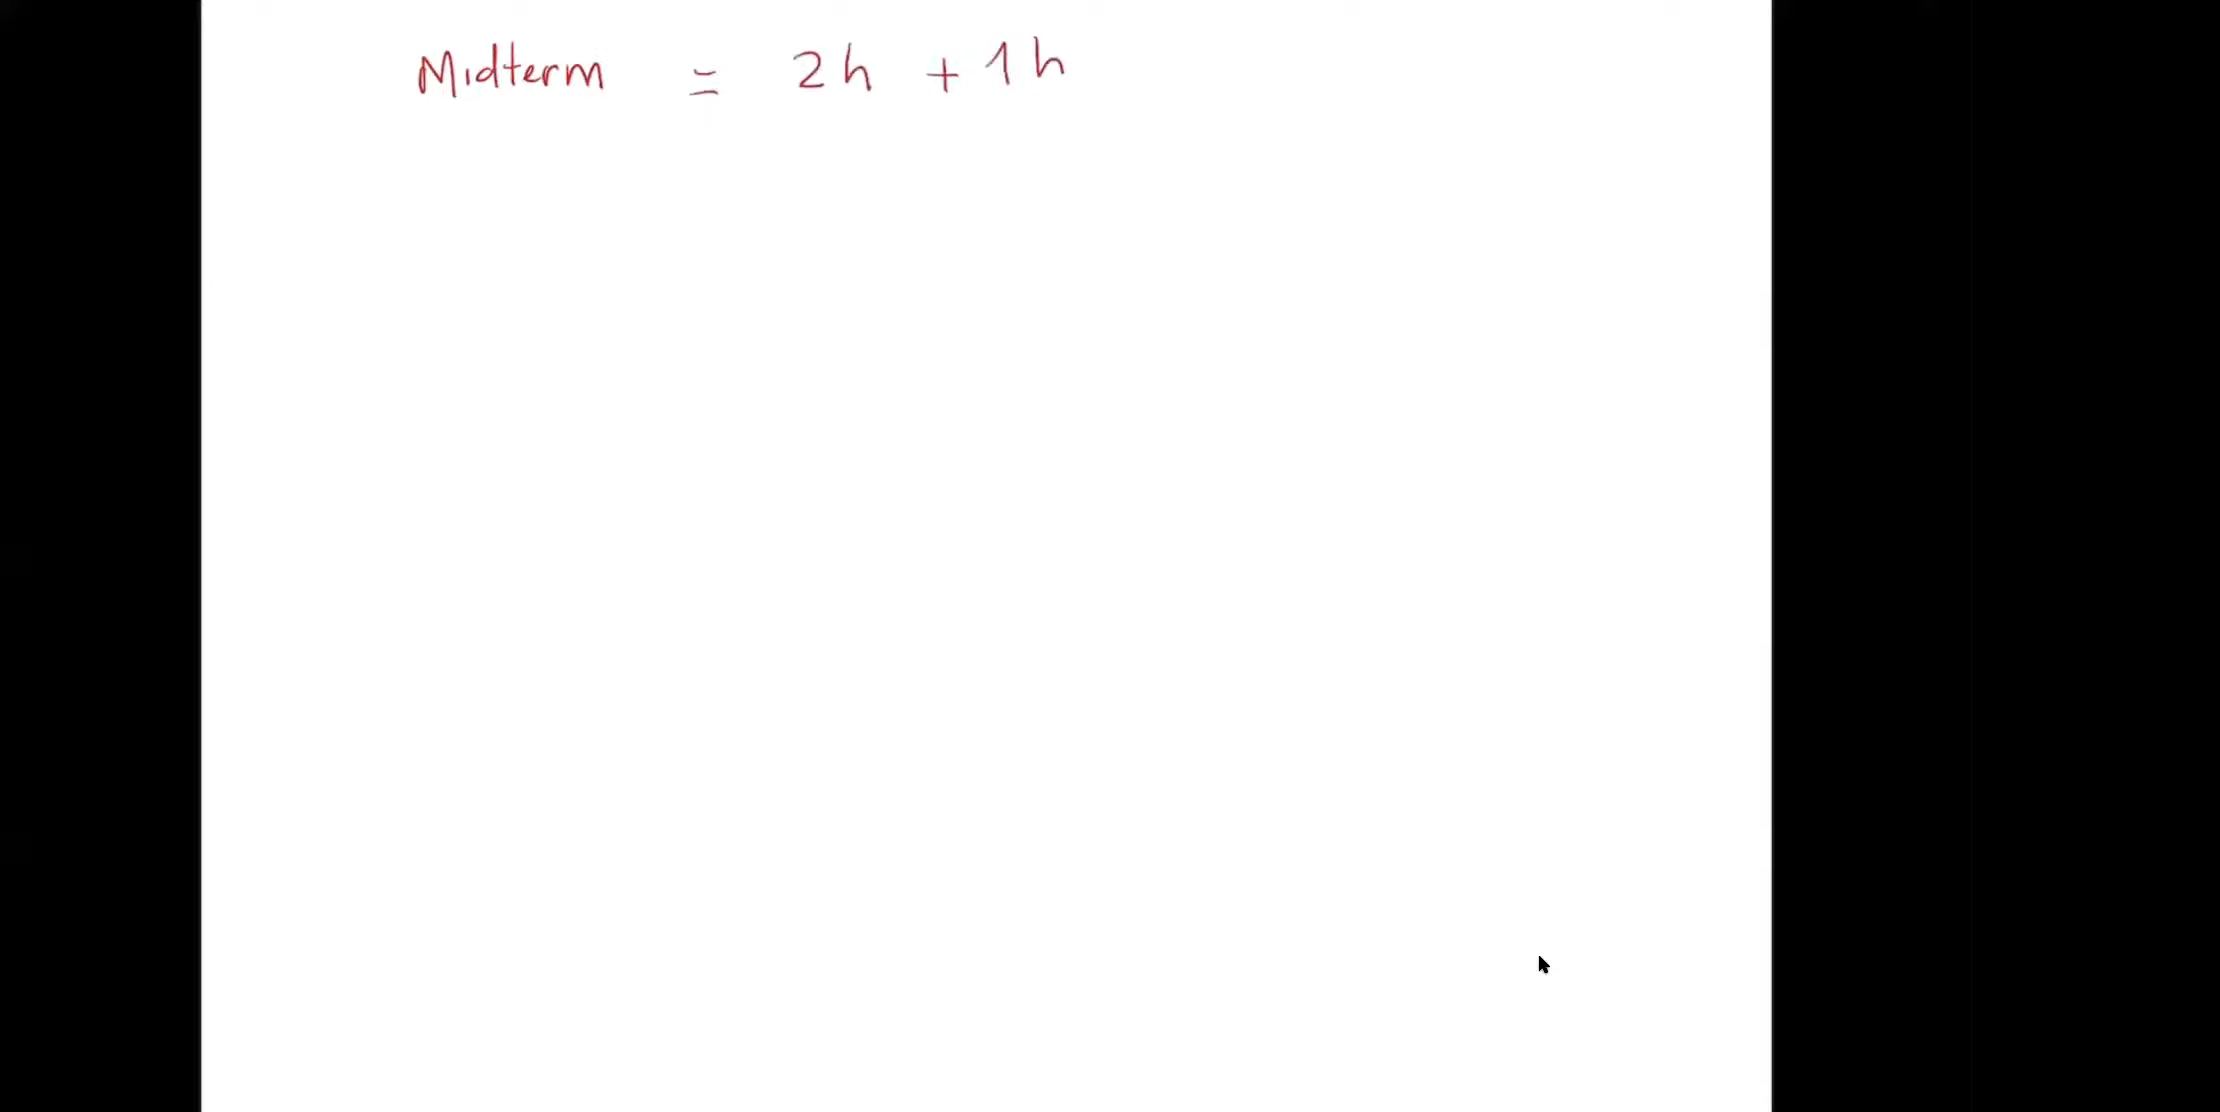 Midterm = 2h + 1h